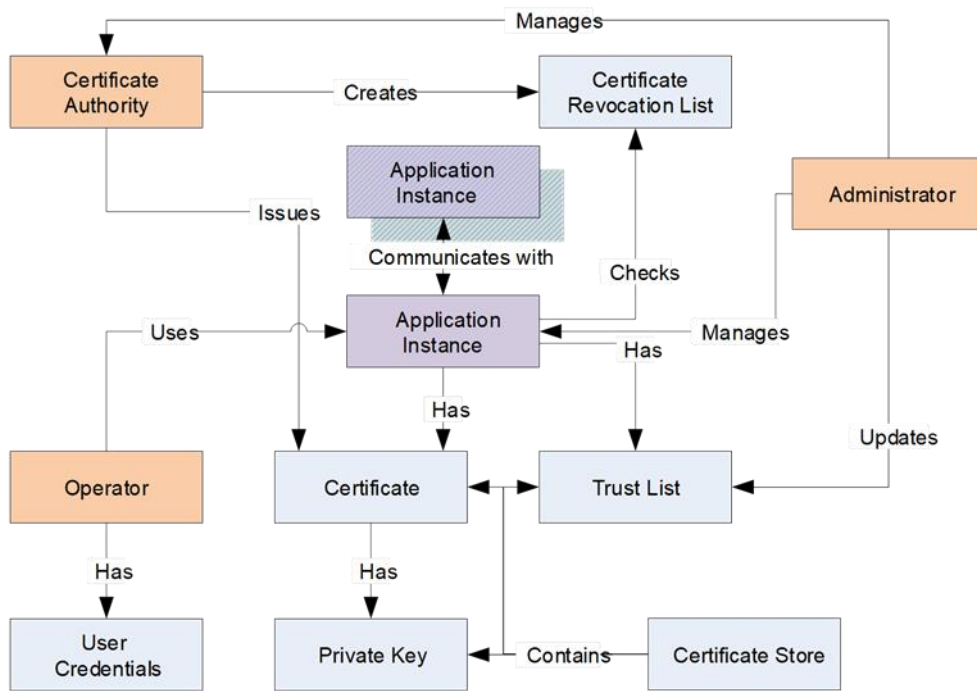 Manages
Certificate
Authority
Creates
Certificate
Revocation List
Application
Instance
Administrator
Issues
Communicates with
Checks
Uses
Application
Instance
Manages
Has
Has
Updates
Operator
Certificate
Trust List
Has
Has
User
Credentials
Private Key
Contains
Certificate Store